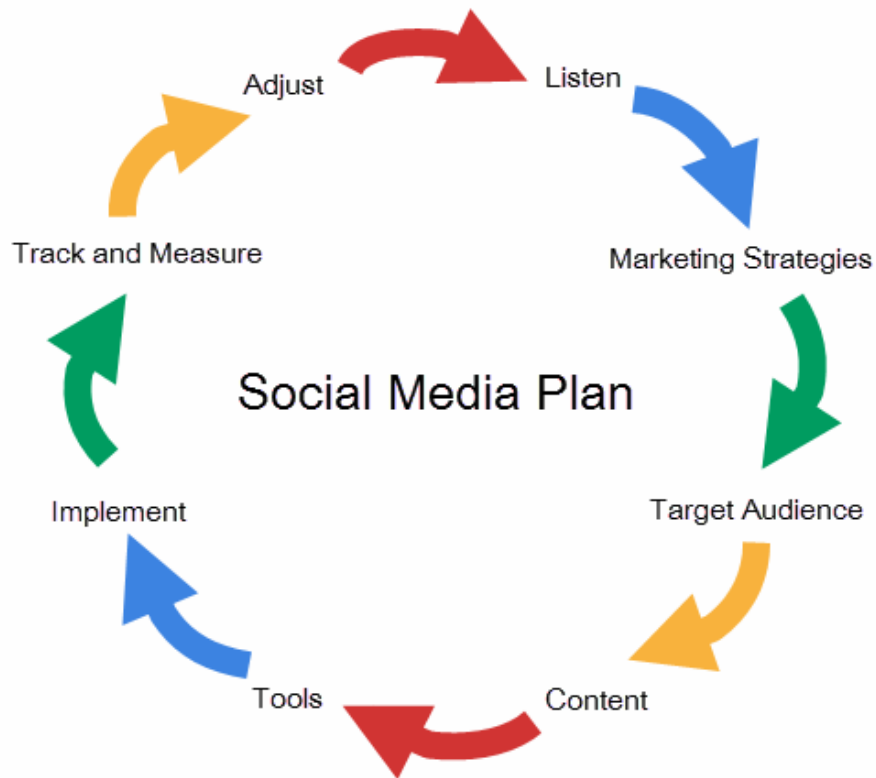 Adjust
Listen
Track and Measure
Marketing Strategies
Social Media Plan
Implement
Target Audience
Tools
Content